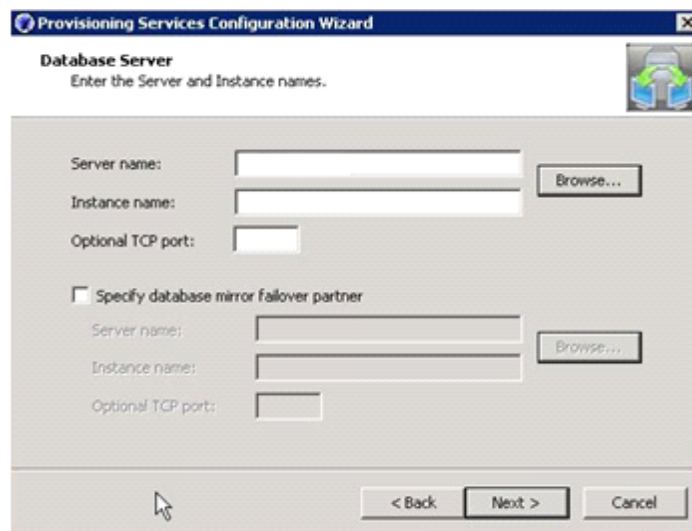 Provisioning Services Configuration Wizard
Database Server
Enter the Server and Instance names.
Server name:
Browse...
Instance name:
Optional TCP port:
Specify database mirror failover partner
Server name:
Browse...
Instance name:
Optional TCP port:
< Back
Next >
Cancel